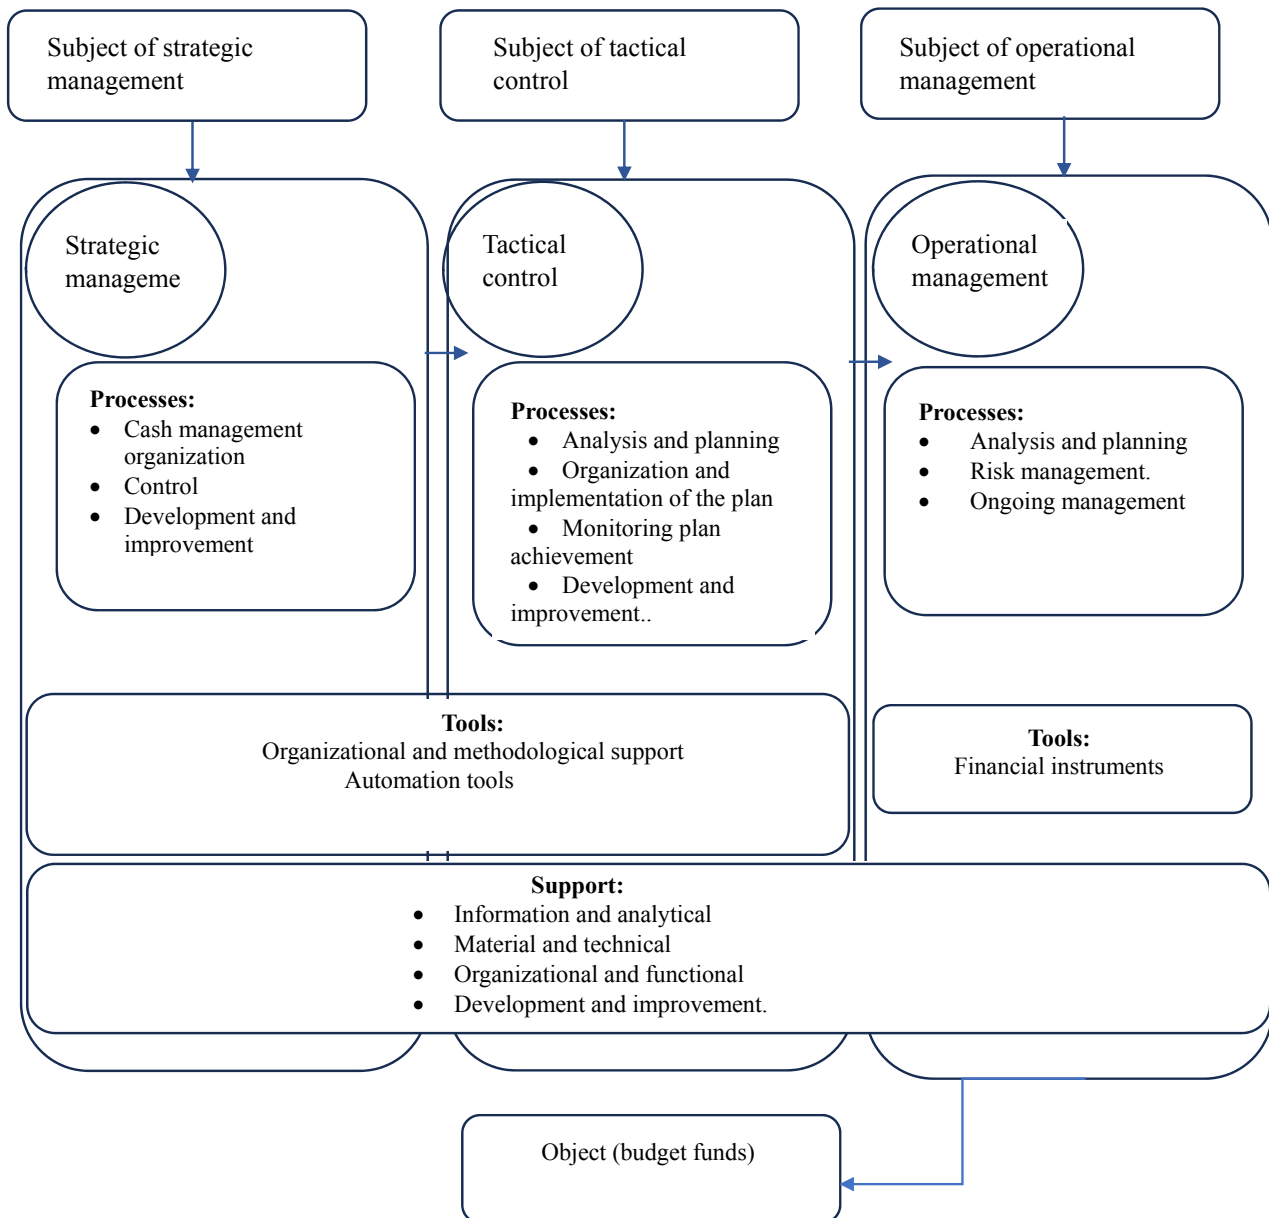 Subject of strategic
management
Subject of tactical
control
Subject of operational
management
Strategic
manageme
Tactical
control
Operational
management
Processes:
• Cash management
organization
• Control
• Development and
improvement
Processes:
• Analysis and planning
• Organization and
implementation of the plan
• Monitoring plan
achievement
• Development and
improvement..
Processes:
• Analysis and planning
• Risk management.
• Ongoing management
Tools:
Organizational and methodological support
Automation tools
Tools:
Financial instruments
Support:
• Information and analytical
• Material and technical
• Organizational and functional
• Development and improvement.
Object (budget funds)